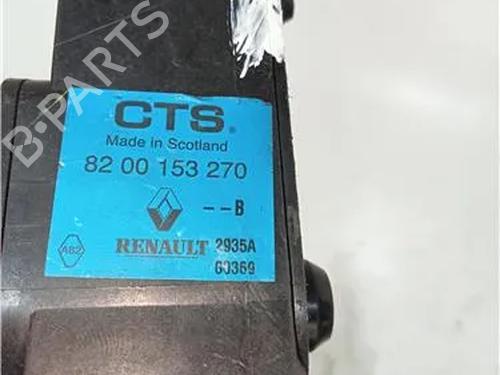 B-PARTS
CTS®
Made in Scotland
82 00 153 270
--B
RENAULT 2935A
A82 60369